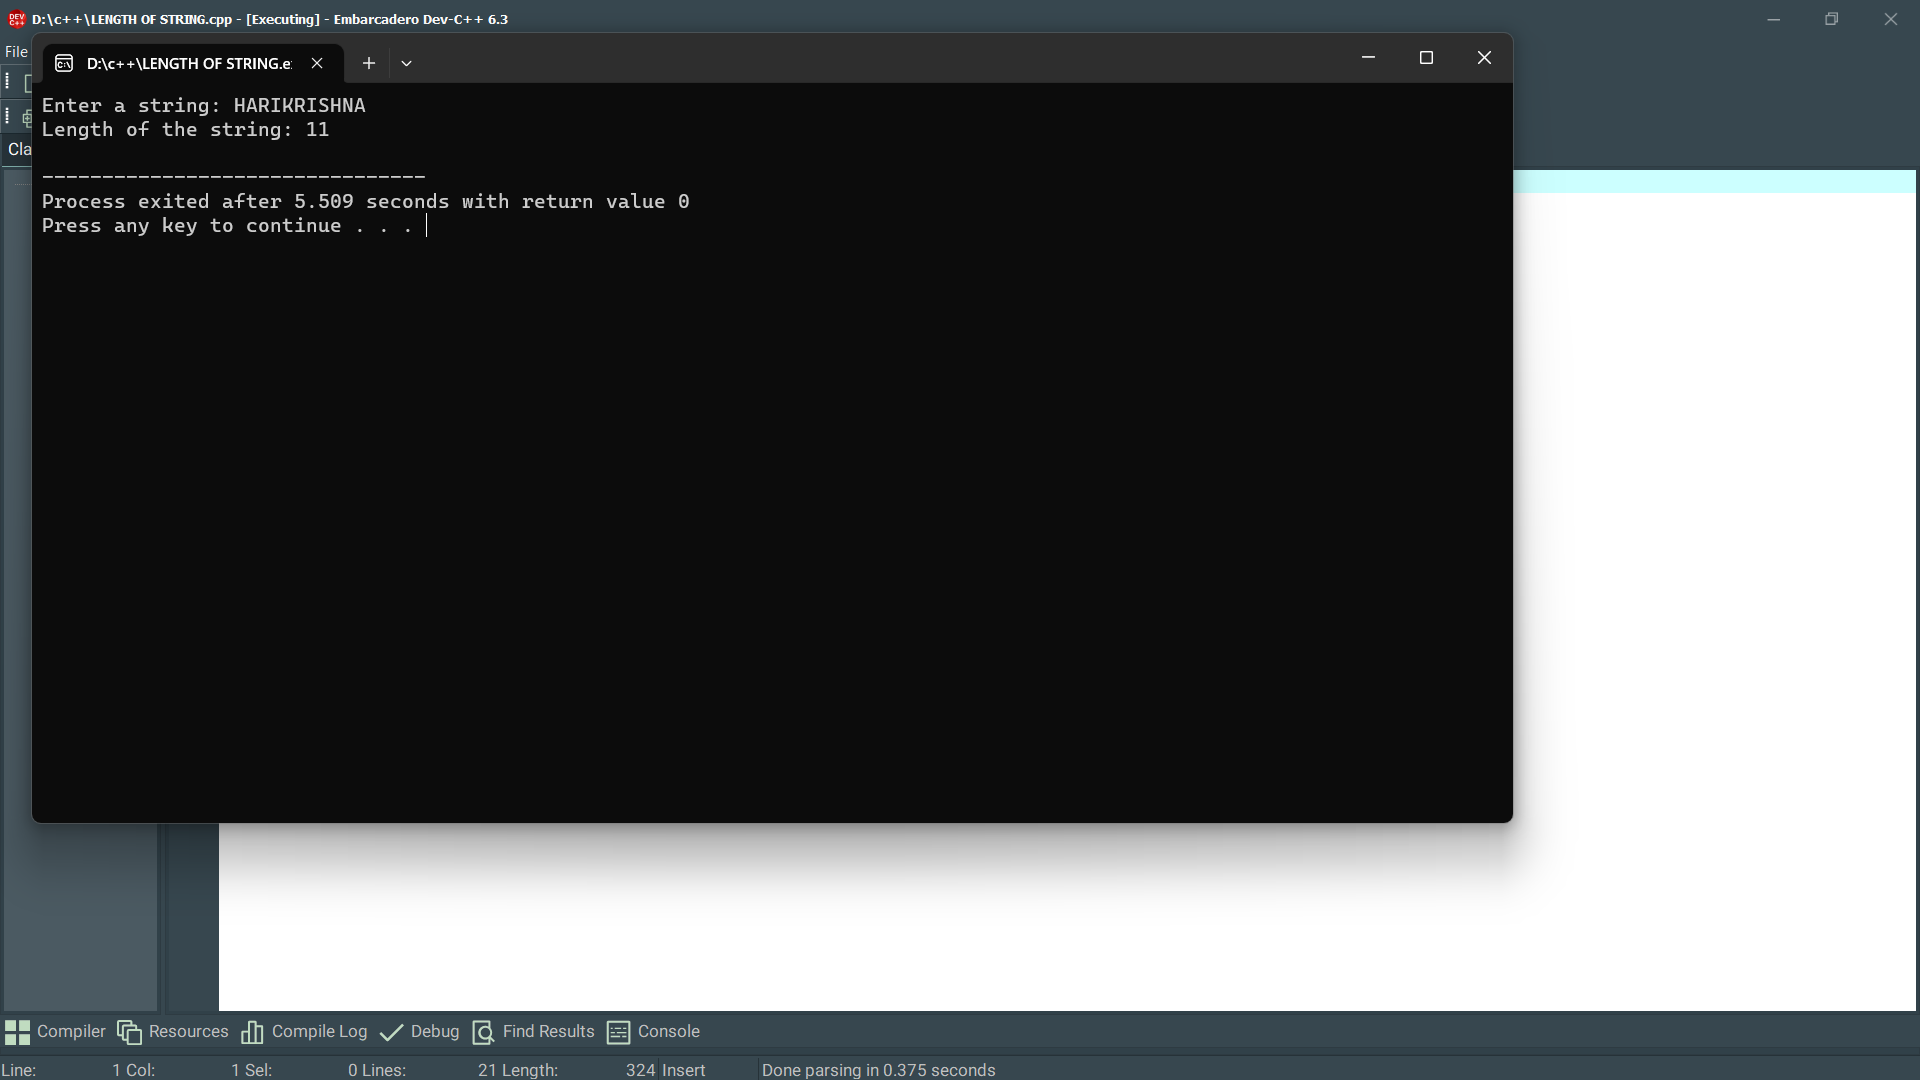 D:\c++\LENGTH OF STRING.cpp - [Executing] - Embarcadero Dev-C++ 6.3
File
D:\c++\LENGTH OF STRING.e
Enter a string: HARIKRISHNA
Length of the string: 11
Cla
--------------------------------
Process exited after 5.509 seconds with return value 0
Press any key to continue . . .
Compiler Resources Compile Log Debug Find Results Console
Line: 1 Col: 1 Sel: 0 Lines: 21 Length: 324 Insert Done parsing in 0.375 seconds